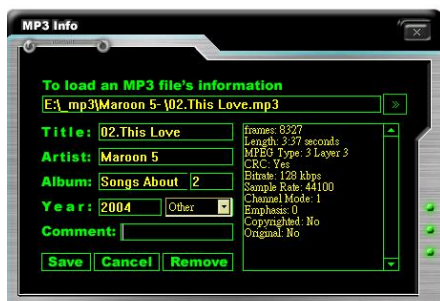 MP3 Info
To load an MP3 file's information
E:\_mp3\Maroon 5- \02.This Love.mp3
Title: 02.This Love
Artist: Maroon 5
Album: Songs About 2
Year: 2004 Other
Comment:
Save Cancel Remove
frames: 8327
Length: 3:37 seconds
MPEG Type: 3 Layer 3
CRC: Yes
Bitrate: 128 kbps
Sample Rate: 44100
Channel Mode: 1
Emphasis: 0
Copyrighted: No
Original: No